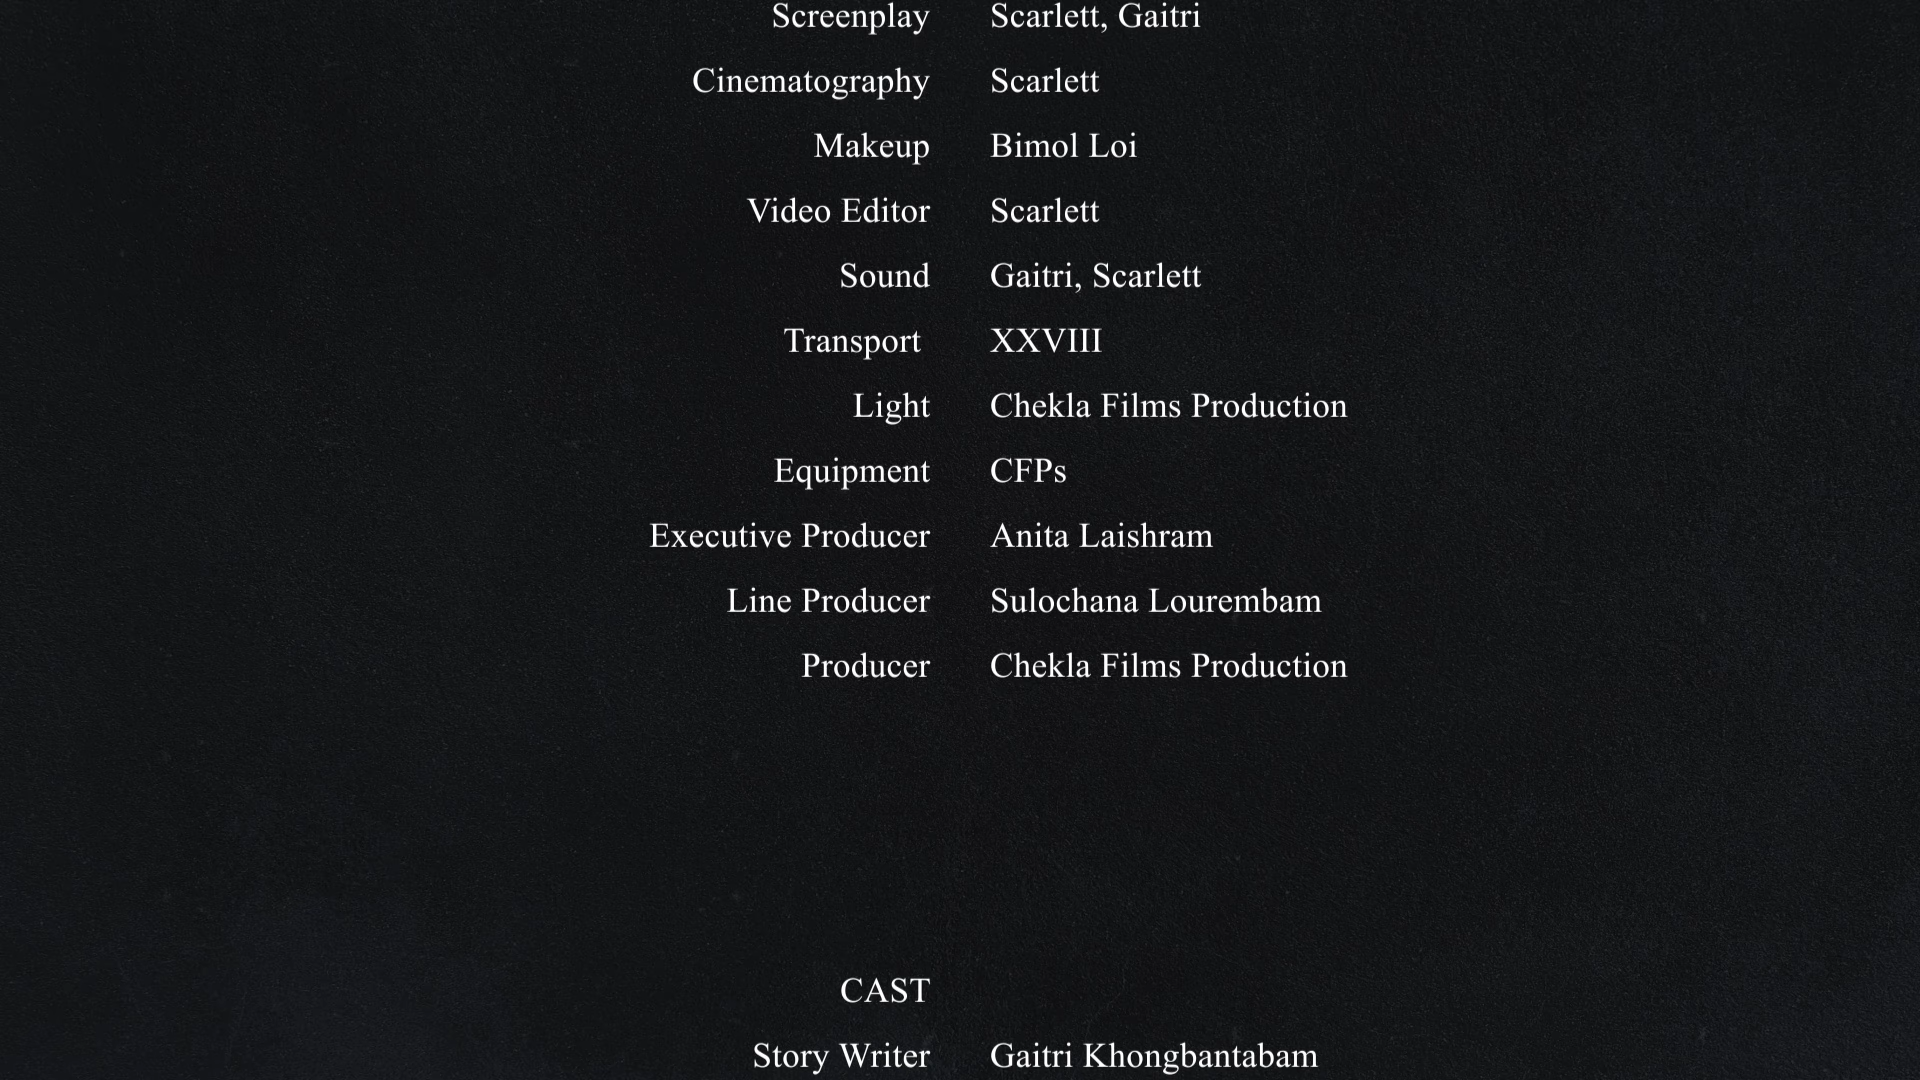 Screenplay Scarlett, Gaitri
Cinematography Scarlett
Makeup Bimol Loi
Video Editor Scarlett
Sound Gaitri, Scarlett
Transport XXVIII
Light Chekla Films Production
Equipment CFPs
Executive Producer Anita Laishram
Line Producer Sulochana Lourembam
Producer Chekla Films Production
CAST
Story Writer Gaitri Khongbantabam